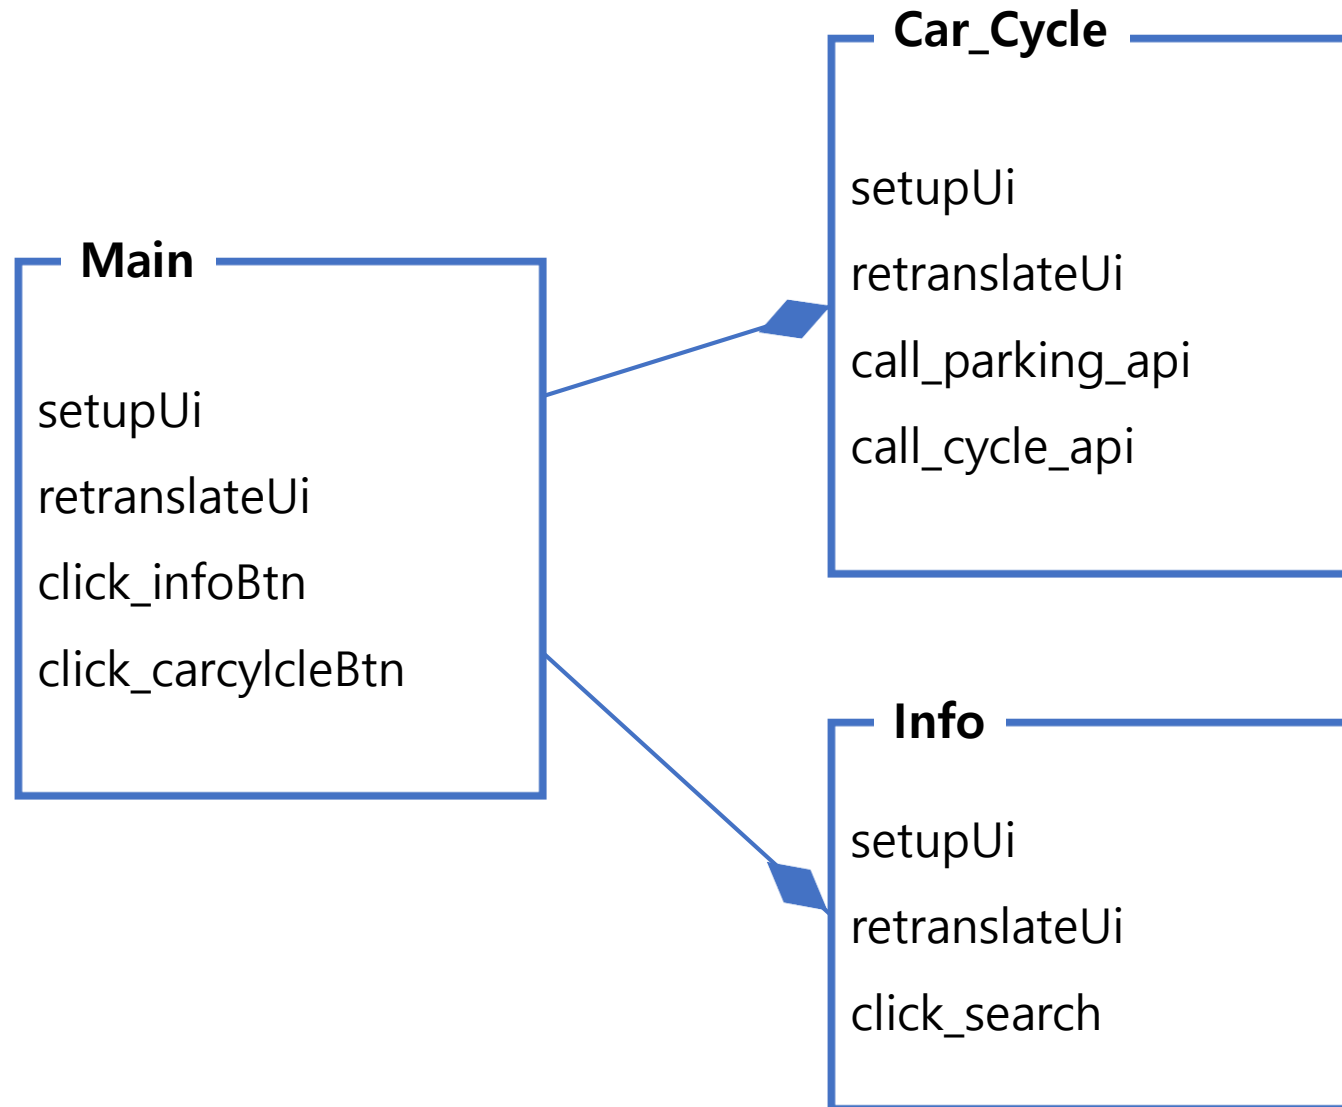 Main
setupUi
retranslateUi
click_infoBtn
click_carcylcleBtn
Car_Cycle
setupUi
retranslateUi
call_parking_api
call_cycle_api
Info
setupUi
retranslateUi
click_search